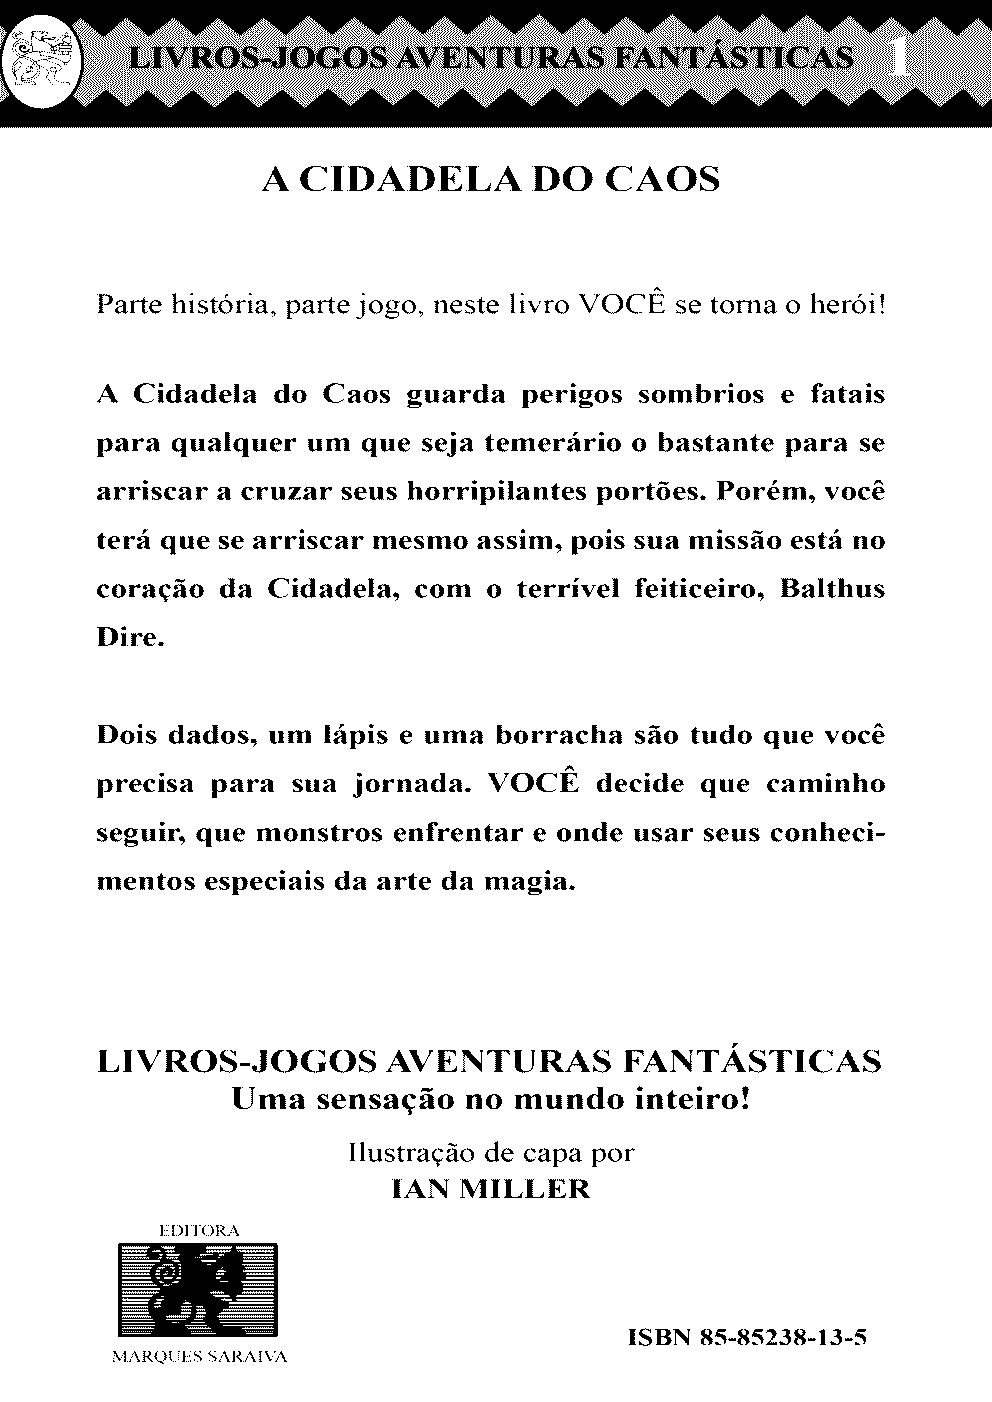 LIVROS-JOGOS AVENTURAS FANTÁSTICAS 1
A CIDADELA DO CAOS
Parte história, parte jogo, neste livro VOCÊ se torna o herói!
A Cidadela do Caos guarda perigos sombrios e fatais
para qualquer um que seja temerário o bastante para se
arriscar a cruzar seus horripilantes portões. Porém, você
terá que se arriscar mesmo assim, pois sua missão está no
coração da Cidadela, com o terrível feiticeiro, Balthus
Dire.
Dois dados, um lápis e uma borracha são tudo que você
precisa para sua jornada. VOCÊ decide que caminho
seguir, que monstros enfrentar e onde usar seus conheci-
mentos especiais da arte da magia.
LIVROS-JOGOS AVENTURAS FANTÁSTICAS
Uma sensação no mundo inteiro!
Ilustração de capa por
IAN MILLER
EDITORA
MARQUES SARAIVA
ISBN 85-85238-13-5